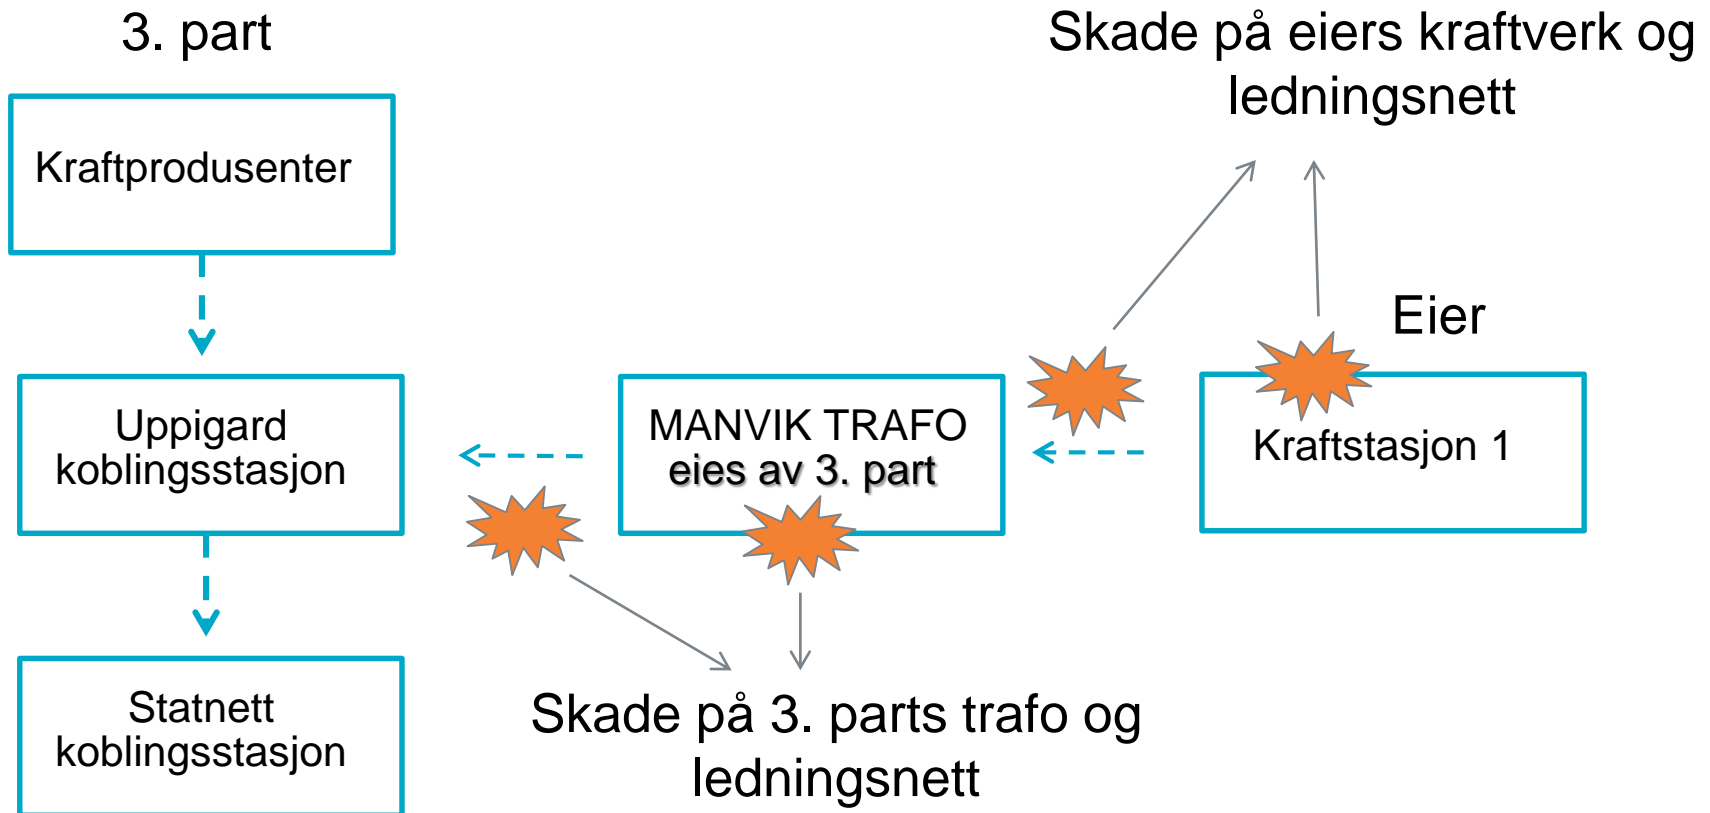 3. part
Skade på eiers kraftverk og
ledningsnett
Kraftprodusenter
Eier
Uppigard
koblingsstasjon
MANVIK TRAFO
eies av 3. part
Kraftstasjon 1
Statnett
koblingsstasjon
Skade på 3. parts trafo og
ledningsnett